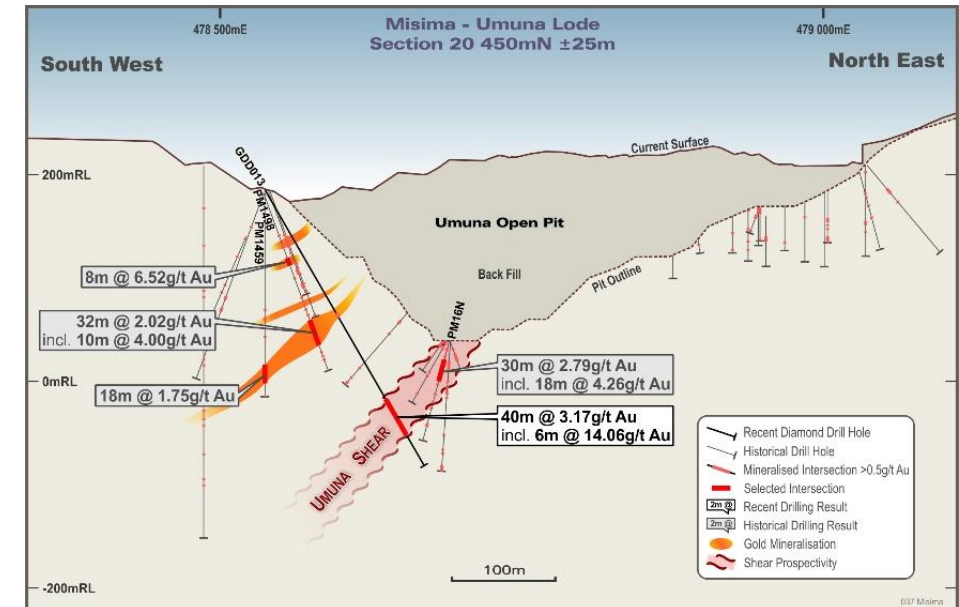 478 500mE
Misima - Umuna Lode
479 000mE
Section 20 450mN ±25m
South West
North East
Current Surface
200mRL
GDD013
PM1498
PM1459
Umuna Open Pit
Back Fill
Pit Outline
8m @ 6.52g/t Au
PM16N
32m @ 2.02g/t Au
incl. 10m @ 4.00g/t Au
30m @ 2.79g/t Au
incl. 18m @ 4.26g/t Au
0mRL
18m @ 1.75g/t Au
40m @ 3.17g/t Au
incl. 6m @ 14.06g/t Au
UMUNA SHEAR
Recent Diamond Drill Hole
Historical Drill Hole
Mineralised Intersection >0.5g/t Au
Selected Intersection
2m @ Recent Drilling Result
2m @ Historical Drilling Result
Gold Mineralisation
Shear Prospectivity
100m
-200mRL
037 Misima